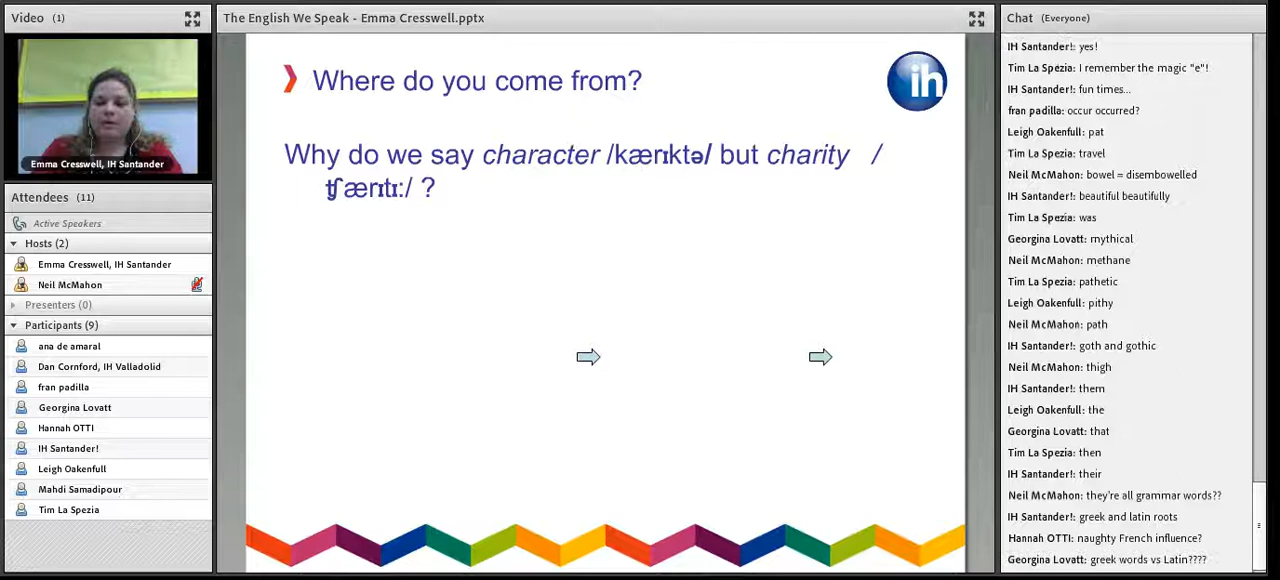 Video (1)
Emma Cresswell, IH Santander
Attendees (11)
Active Speakers
Hosts (2)
Emma Cresswell, IH Santander
Neil McMahon
Presenters (0)
Participants (9)
ana de amaral
Dan Cornford, IH Valladolid
fran padilla
Georgina Lovatt
Hannah OTTI
IH Santander!
Leigh Oakenfull
Mahdi Samadipour
Tim La Spezia
The English We Speak - Emma Cresswell.pptx
Where do you come from?
ih
Why do we say character /kærɪktə/ but charity /
ʧærɪtɪ:/ ?
Chat (Everyone)
IH Santander!: yes!
Tim La Spezia: I remember the magic "e"!
IH Santander!: fun times...
fran padilla: occur occurred?
Leigh Oakenfull: pat
Tim La Spezia: travel
Neil McMahon: bowel = disembowelled
IH Santander!: beautiful beautifully
Tim La Spezia: was
Georgina Lovatt: mythical
Neil McMahon: methane
Tim La Spezia: pathetic
Leigh Oakenfull: pithy
Neil McMahon: path
IH Santander!: goth and gothic
Neil McMahon: thigh
IH Santander!: them
Leigh Oakenfull: the
Georgina Lovatt: that
Tim La Spezia: then
IH Santander!: their
Neil McMahon: they're all grammar words??
IH Santander!: greek and latin roots
Hannah OTTI: naughty French influence?
Georgina Lovatt: greek words vs Latin????